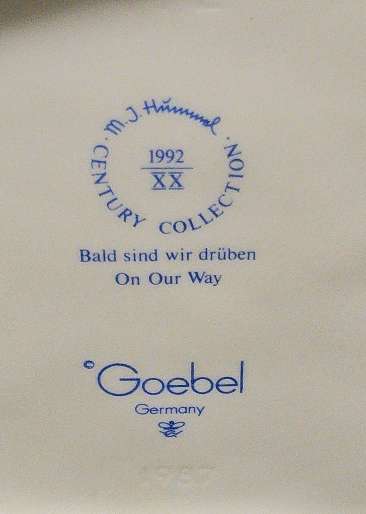 M.J. Hummel
1992
XX
CENTURY COLLECTION
Bald sind wir drüben
On Our Way
© Goebel
Germany